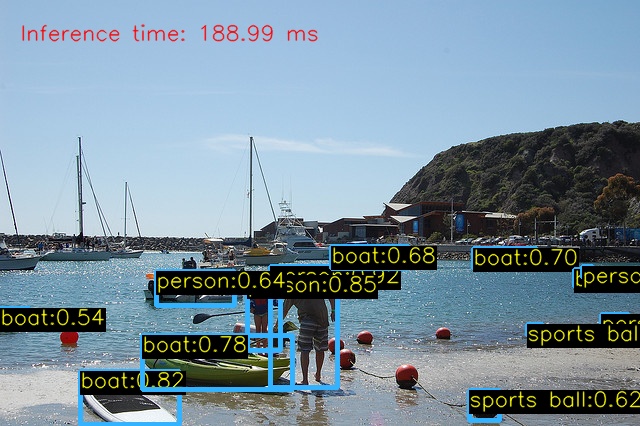 Inference time: 188.99 ms
boat:0.68
boat:0.70
person:0.64
son:0.85
92
perso
boat:0.54
sports bal
boat:0.78
boat:0.82
sports ball:0.62